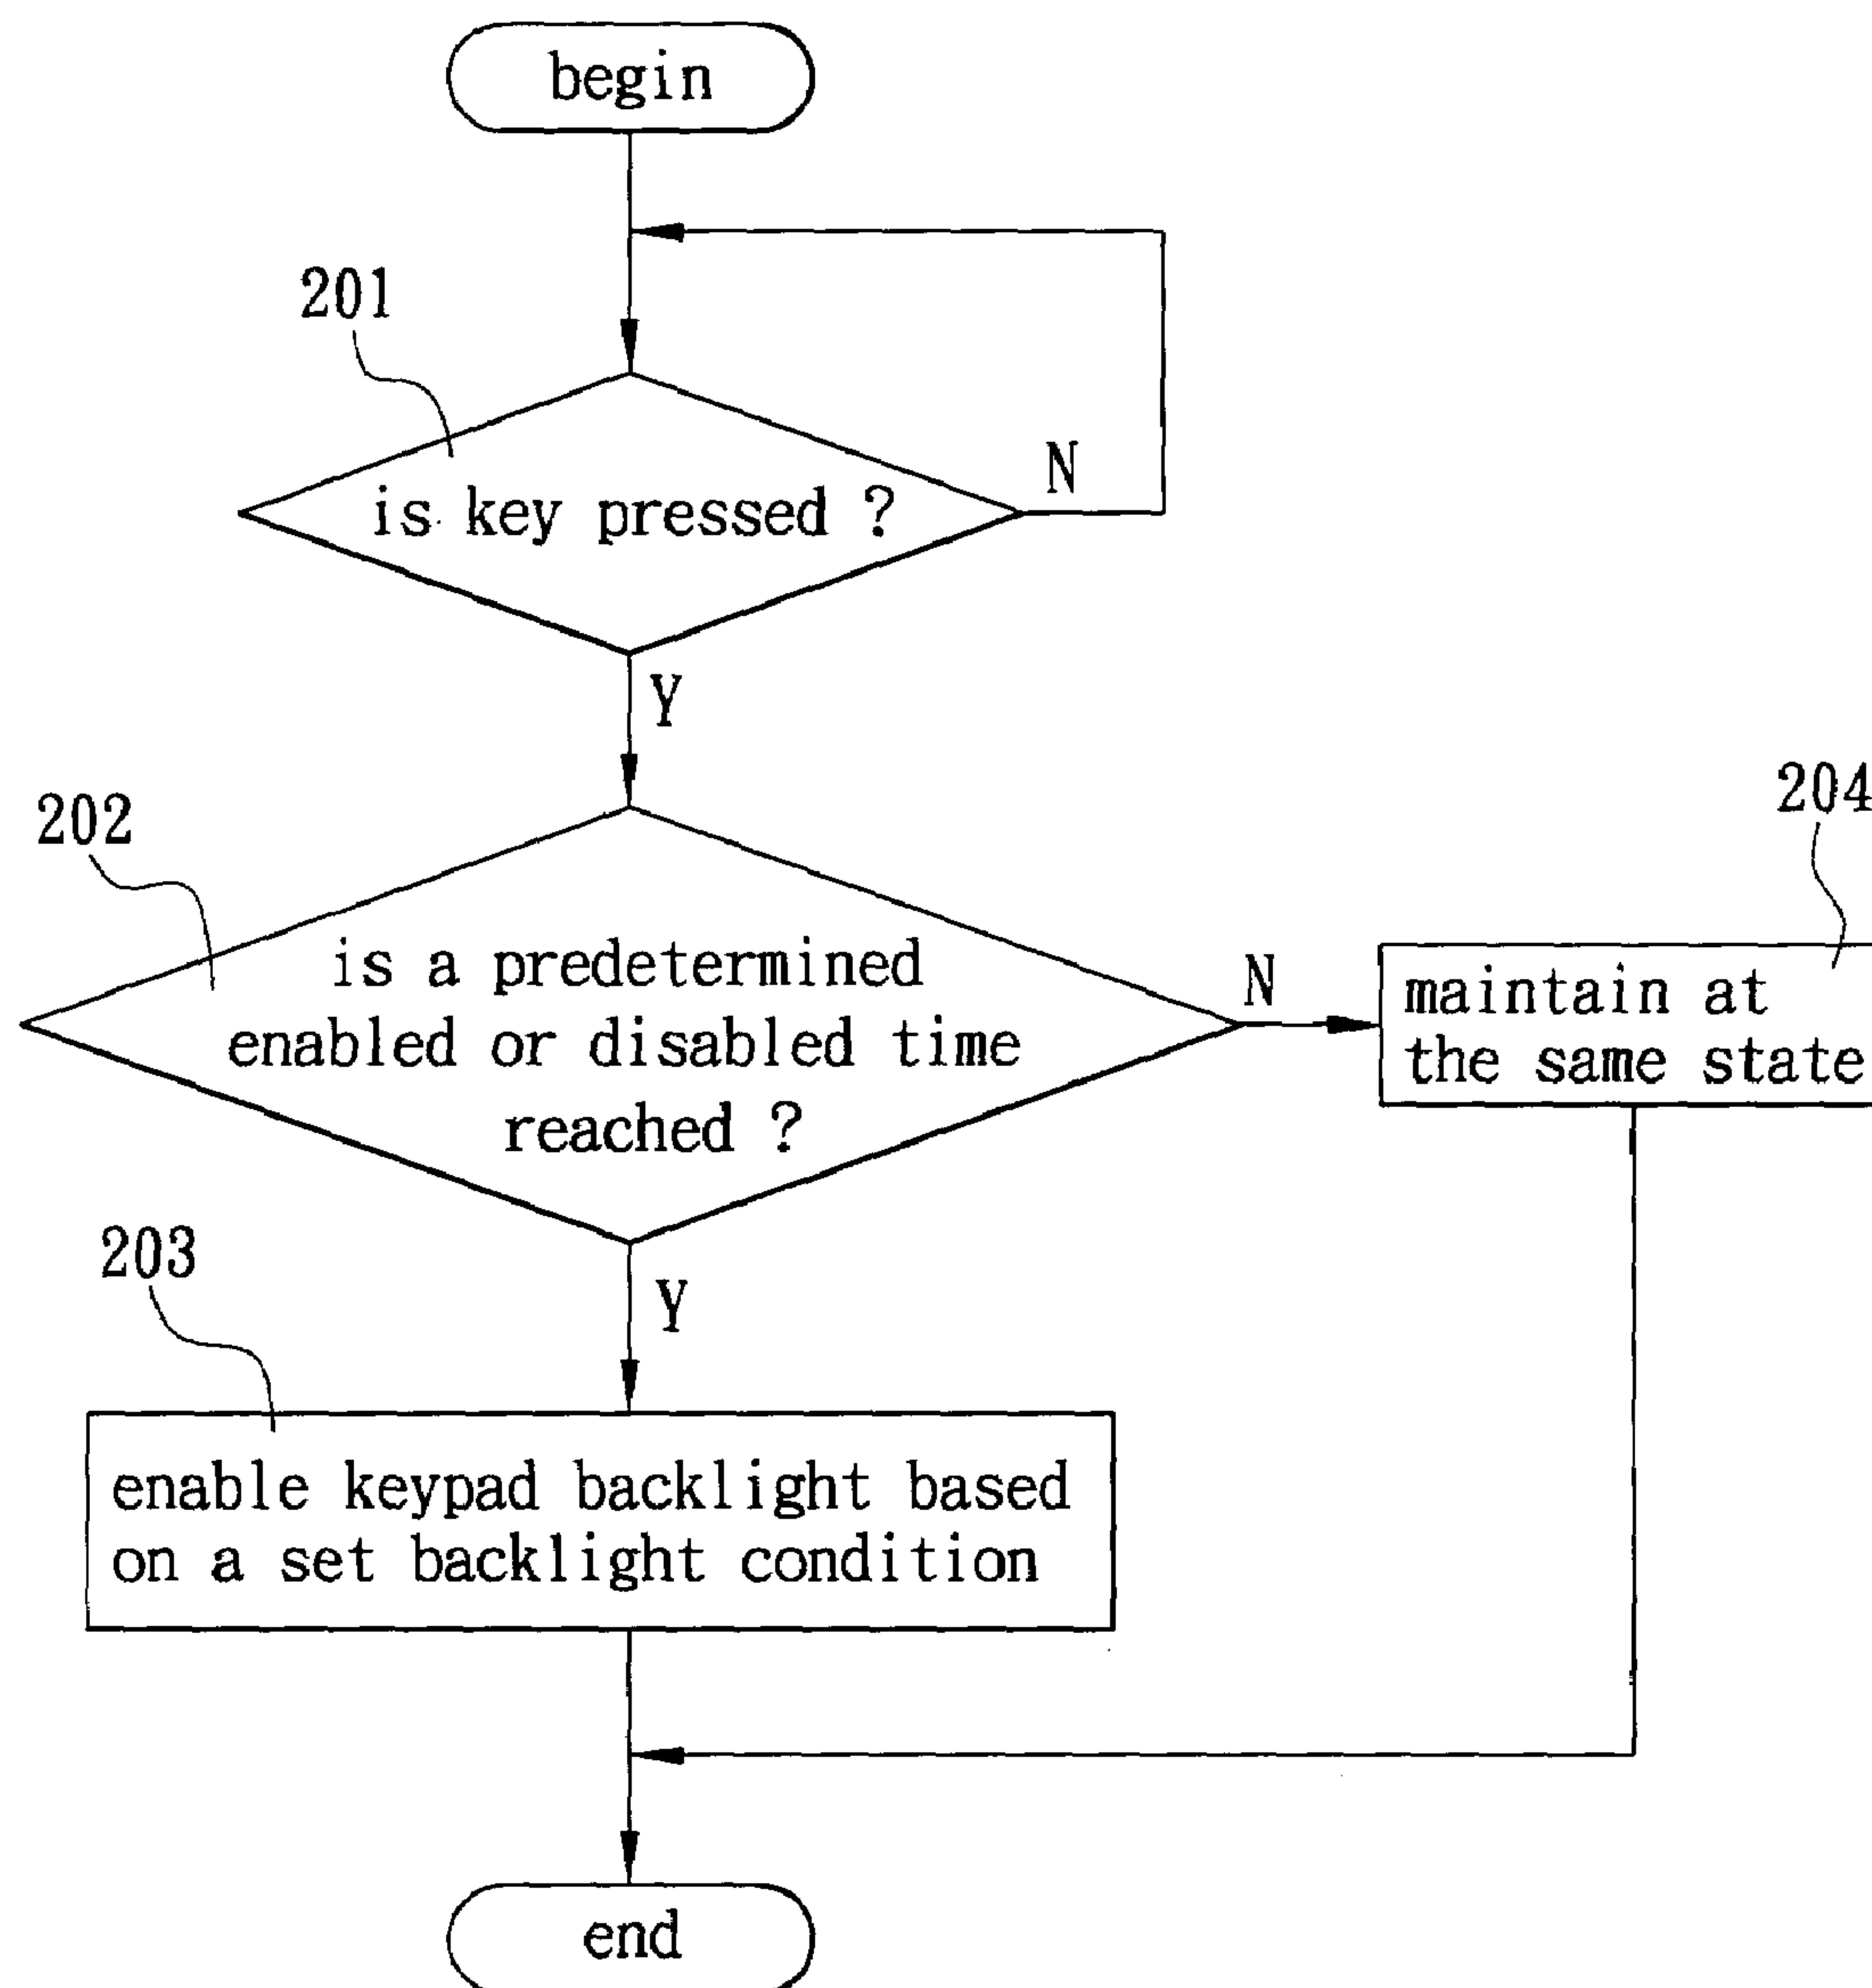 begin
201
is key pressed ?
N
Y
202
is a predetermined
enabled or disabled time
reached ?
N
204
maintain at
the same state
Y
203
enable keypad backlight based
on a set backlight condition
end